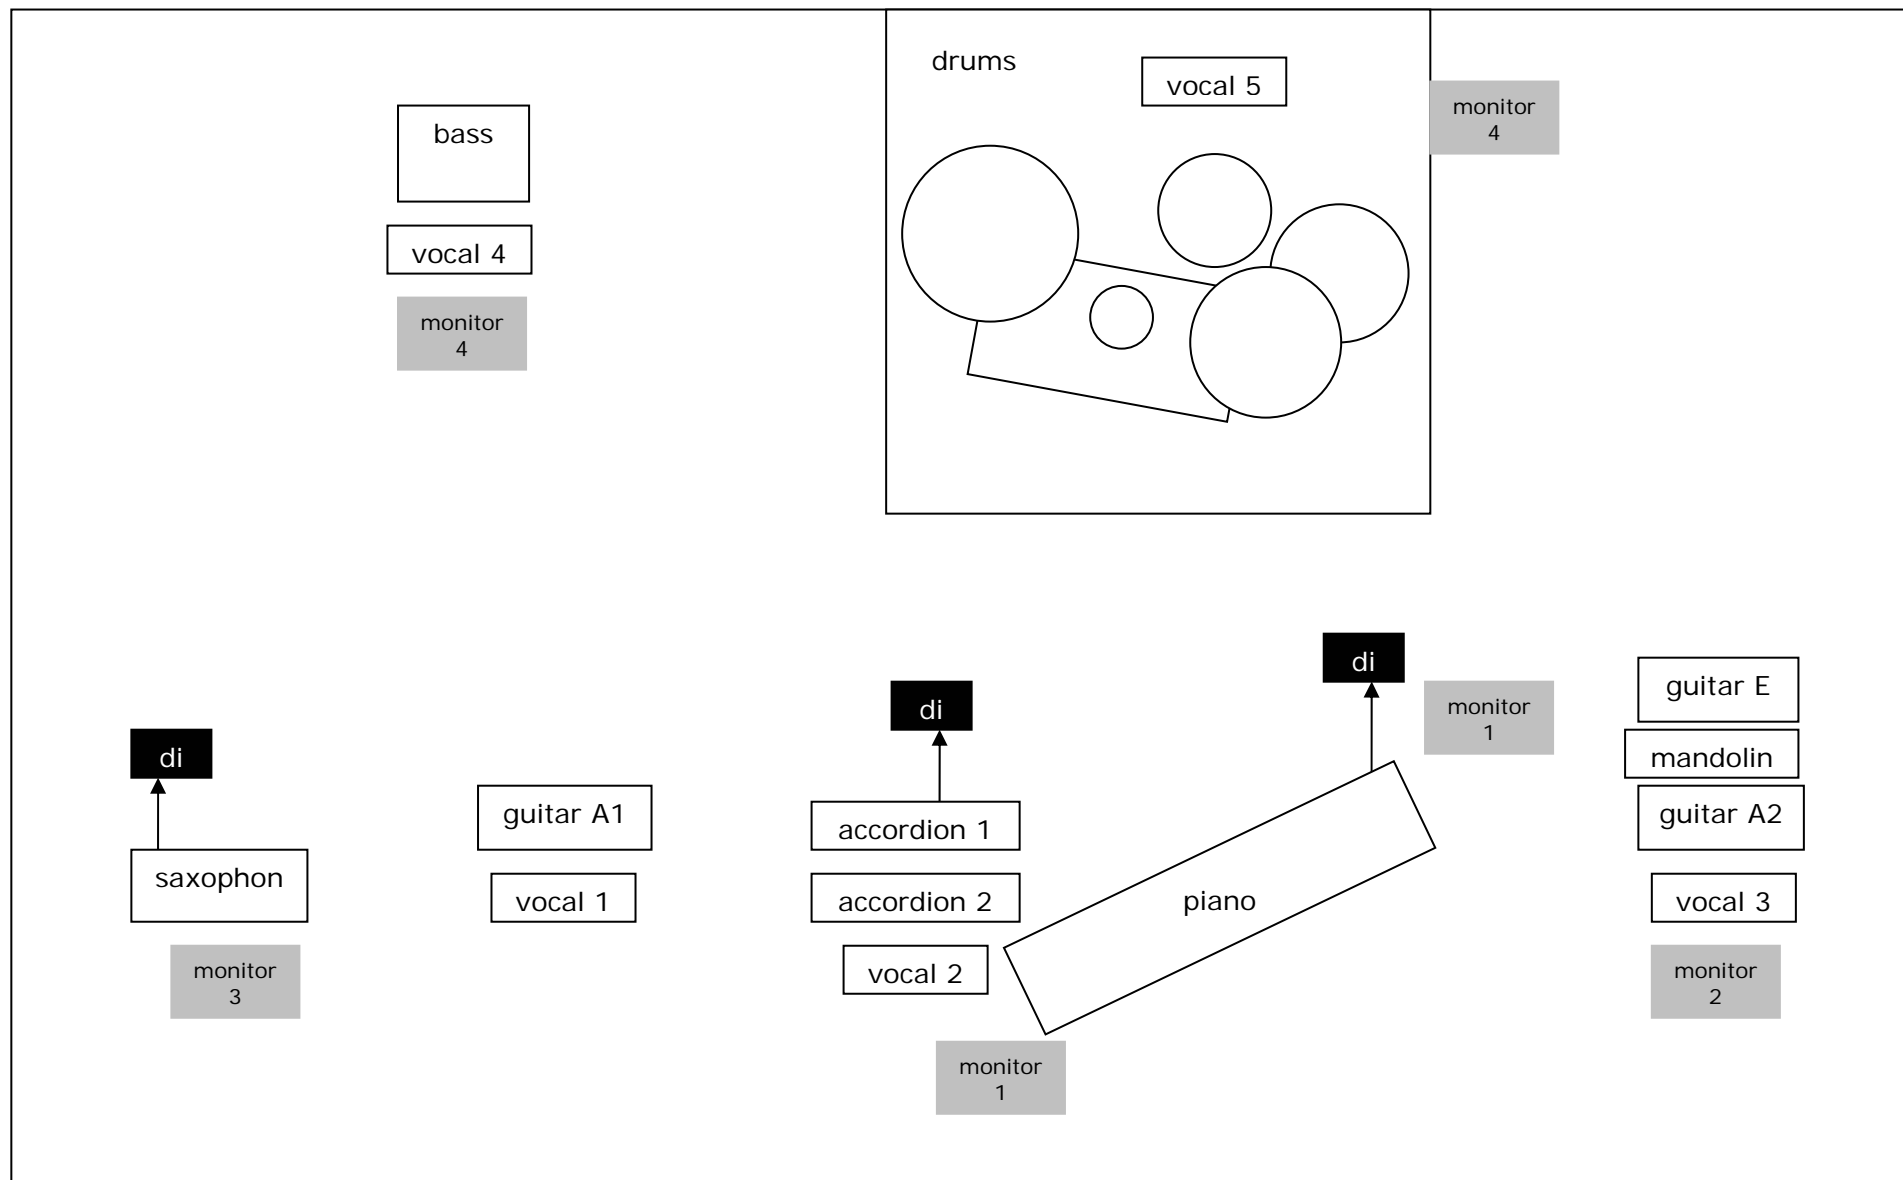 drums
vocal 5
monitor
4
bass
vocal 4
monitor
4
di
guitar E
di
monitor
1
di
mandolin
guitar A1
accordion 1
guitar A2
saxophon
vocal 1
accordion 2
piano
vocal 3
monitor
3
vocal 2
monitor
2
monitor
1